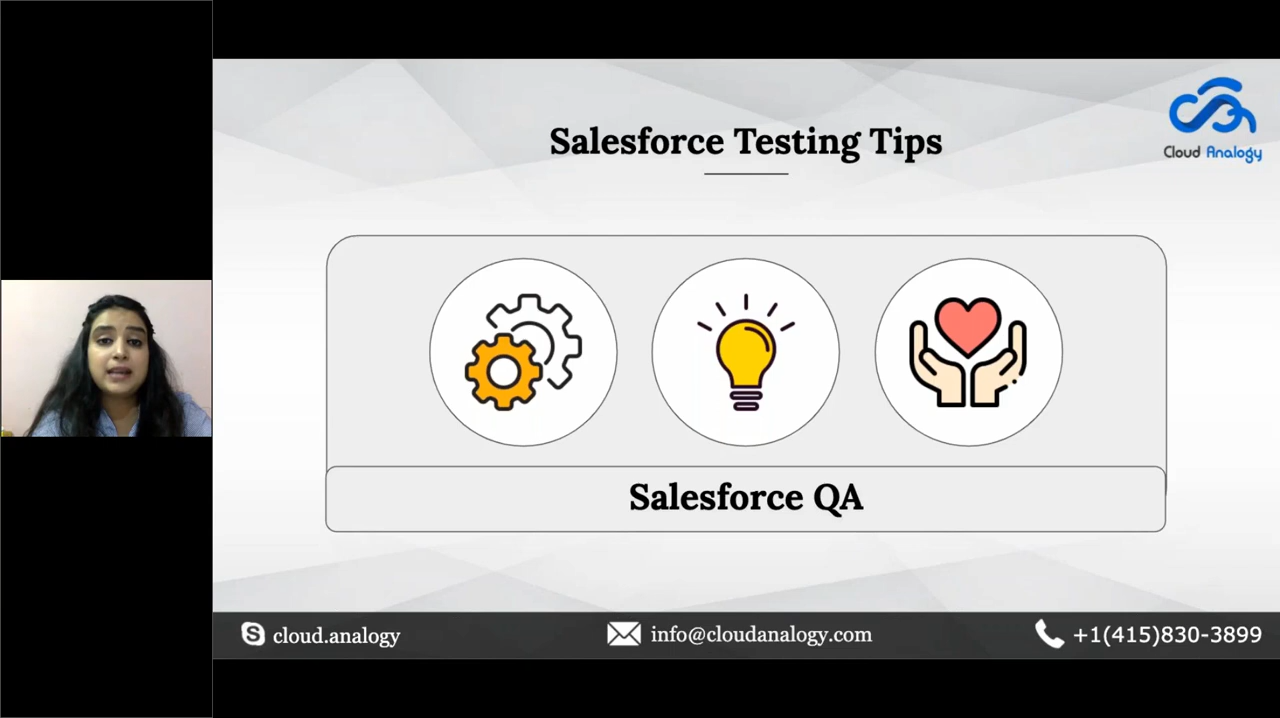 Salesforce Testing Tips
Cloud Analogy
Salesforce QA
cloud.analogy
info@cloudanalogy.com
+1(415)830-3899